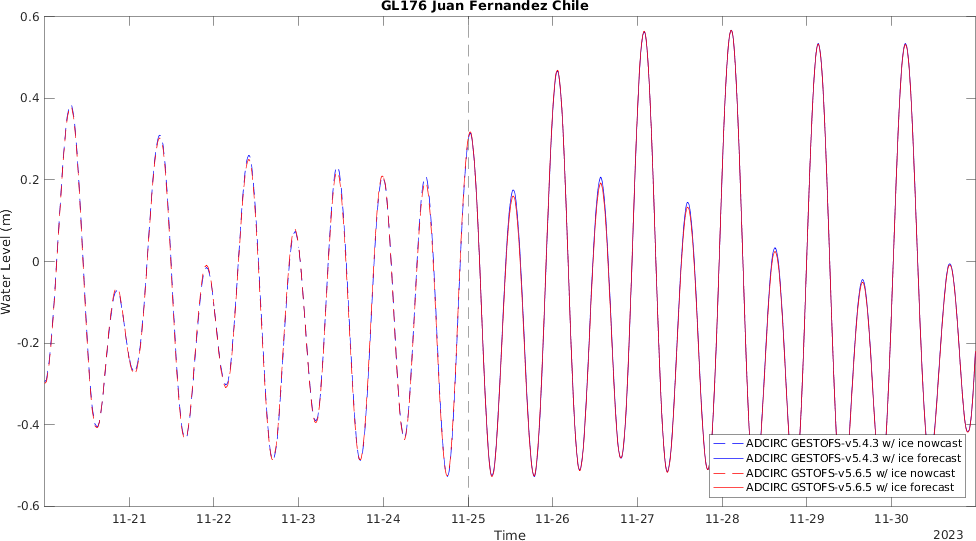 GL176 Juan Fernandez Chile
Water Level (m)
0.6
0.4
0.2
0
-0.2
-0.4
-0.6
ADCIRC GESTOFS-v5.4.3 w/ ice nowcast
ADCIRC GESTOFS-v5.4.3 w/ ice forecast
ADCIRC GSTOFS-v5.6.5 w/ ice nowcast
ADCIRC GSTOFS-v5.6.5 w/ ice forecast
11-21 11-22 11-23 11-24 11-25 11-26 11-27 11-28 11-29 11-30
Time
2023